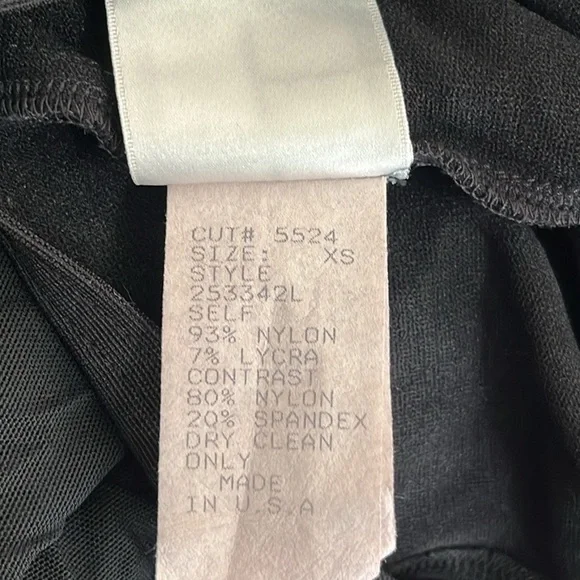 CUT# 5524
SIZE: XS
STYLE
253342L
SELF
93% NYLON
7% LYCRA
CONTRAST
80% NYLON
20% SPANDEX
DRY CLEAN
ONLY
MADE
IN U.S.A